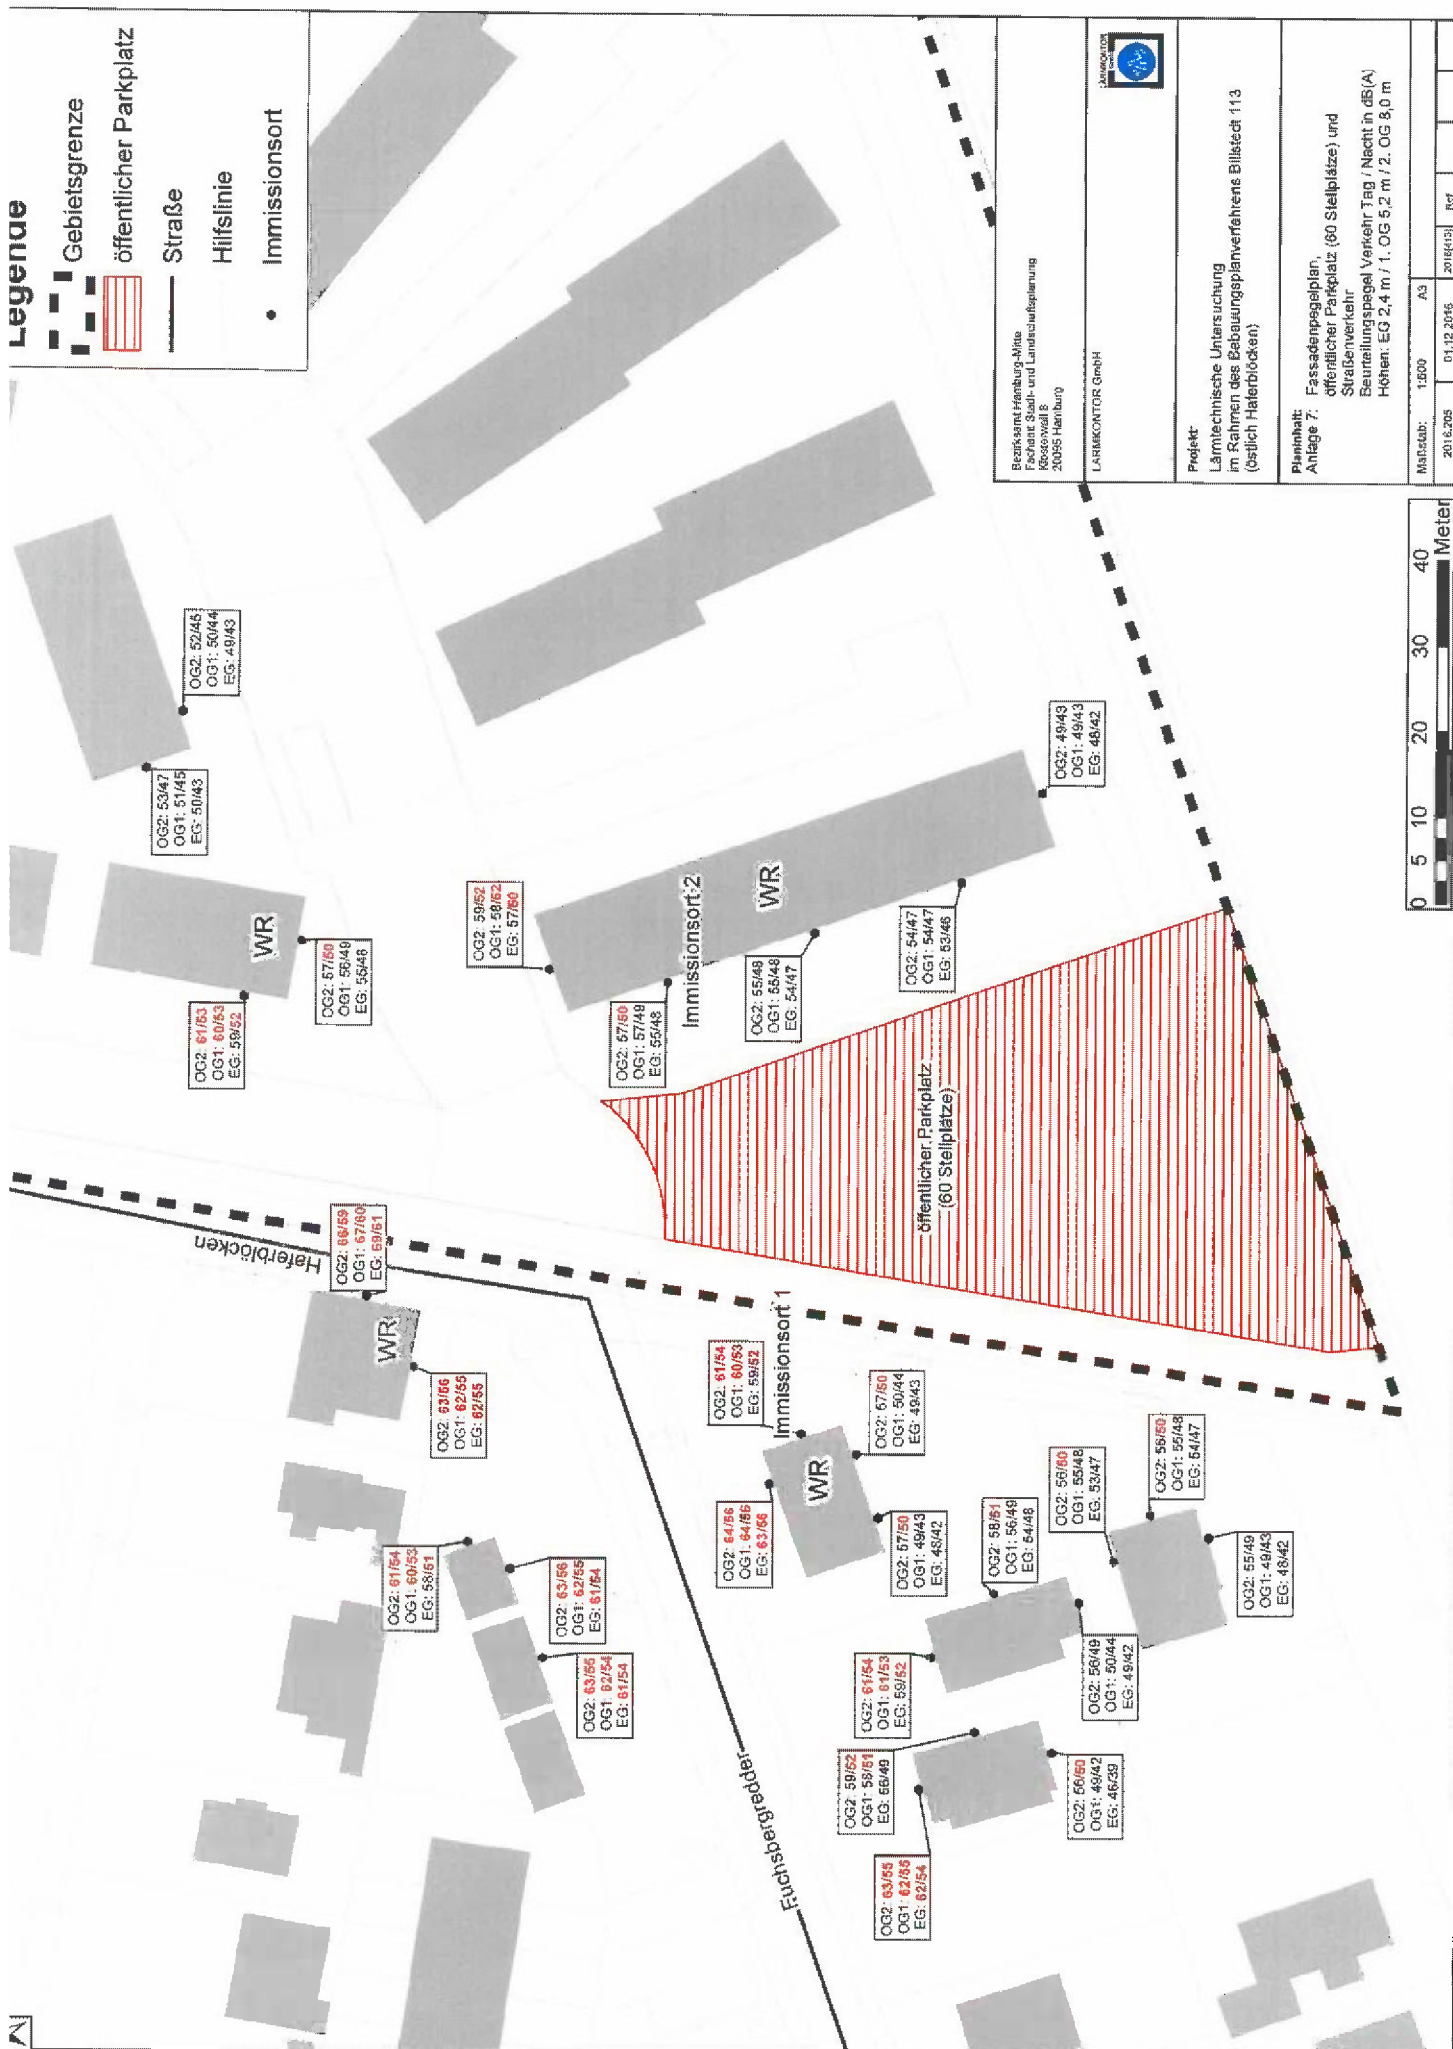 Legende
Gebietsgrenze
öffentlicher Parkplatz
Straße
Hilfslinie
Immissionsort
OG2: 53/47
OG1: 51/45
EG: 50/43
OG2: 52/45
OG1: 50/44
EG: 49/43
WR
OG2: 61/53
OG1: 60/53
EG: 59/52
OG2: 57/50
OG1: 56/49
EG: 55/48
OG2: 59/52
OG1: 58/52
EG: 57/50
OG2: 57/50
OG1: 57/49
EG: 55/48
Immissionsort 2
WR
OG2: 55/48
OG1: 55/48
EG: 54/47
OG2: 54/47
OG1: 54/47
EG: 53/46
OG2: 49/43
OG1: 49/43
EG: 48/42
öffentlicher Parkplatz
(60 Stellplätze)
Haferblöcken
OG2: 66/59
OG1: 67/60
EG: 69/61
WR
OG2: 63/56
OG1: 62/55
EG: 62/55
OG2: 61/54
OG1: 60/53
EG: 58/51
OG2: 63/56
OG1: 62/55
EG: 61/54
OG2: 63/55
OG1: 62/54
EG: 61/54
Fuchsbergredder
OG2: 61/54
OG1: 60/53
EG: 59/52
Immissionsort 1
WR
OG2: 64/56
OG1: 64/56
EG: 63/56
OG2: 57/50
OG1: 50/44
EG: 49/43
OG2: 57/50
OG1: 49/43
EG: 48/42
OG2: 58/51
OG1: 56/49
EG: 54/48
OG2: 56/50
OG1: 55/48
EG: 53/47
OG2: 56/50
OG1: 55/48
EG: 54/47
OG2: 55/49
OG1: 49/43
EG: 48/42
OG2: 61/54
OG1: 61/53
EG: 59/52
OG2: 56/49
OG1: 50/44
EG: 49/42
OG2: 59/52
OG1: 58/51
EG: 56/49
OG2: 56/50
OG1: 49/42
EG: 46/39
OG2: 63/55
OG1: 62/55
EG: 62/54
0 5 10 20 30 40
Meter
Bezirksamt Hamburg-Mitte
Fachamt Stadt- und Landschaftsplanung
Klosterwall 8
20095 Hamburg
LÄRMKONTOR GmbH
LÄRMKONTOR
Projekt:
Lärmtechnische Untersuchung
im Rahmen des Bebauungsplanverfahrens Billstedt 113
(östlich Haferblöcken)
Planinhalt:
Anlage 7: Fassadenpegelplan,
öffentlicher Parkplatz (60 Stellplätze) und
Straßenverkehr
Beurteilungspegel Verkehr Tag / Nacht in dB(A)
Höhen: EG 2,4 m / 1. OG 5,2 m / 2. OG 8,0 m
Maßstab: 1:600 A3
2016.205 01.12.2016